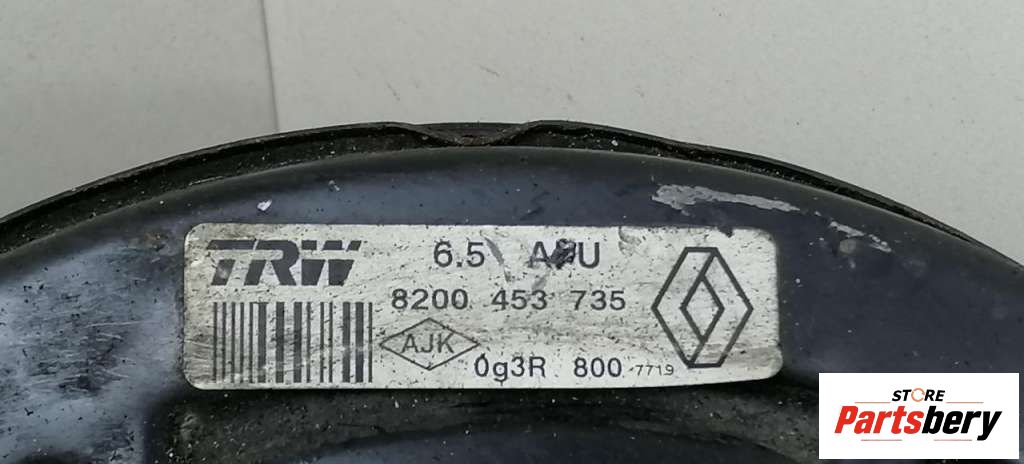 TRW
6.5
8200 453 735
AJK
0g3R 800 7719
STORE
Partsbery